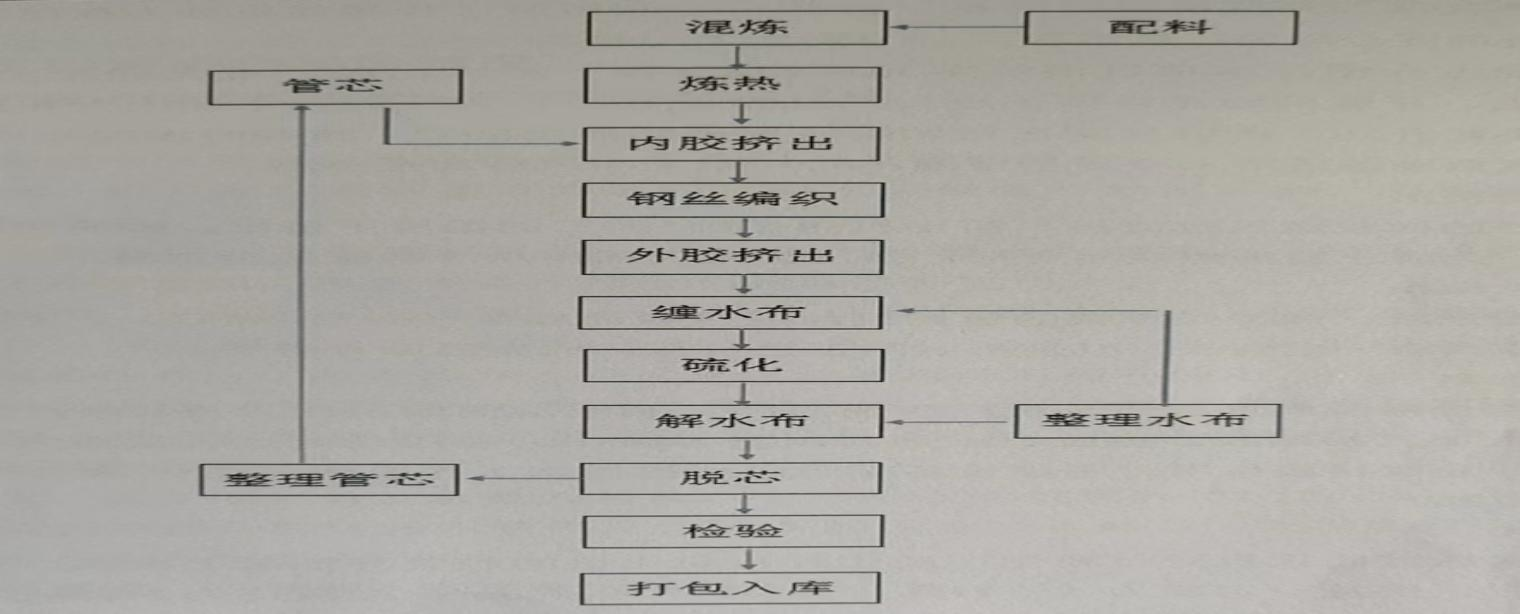 混炼
配料
管芯
炼热
内胶挤出
钢丝编织
外胶挤出
缠水布
硫化
解水布
整理水布
整理管芯
脱芯
检验
打包入库